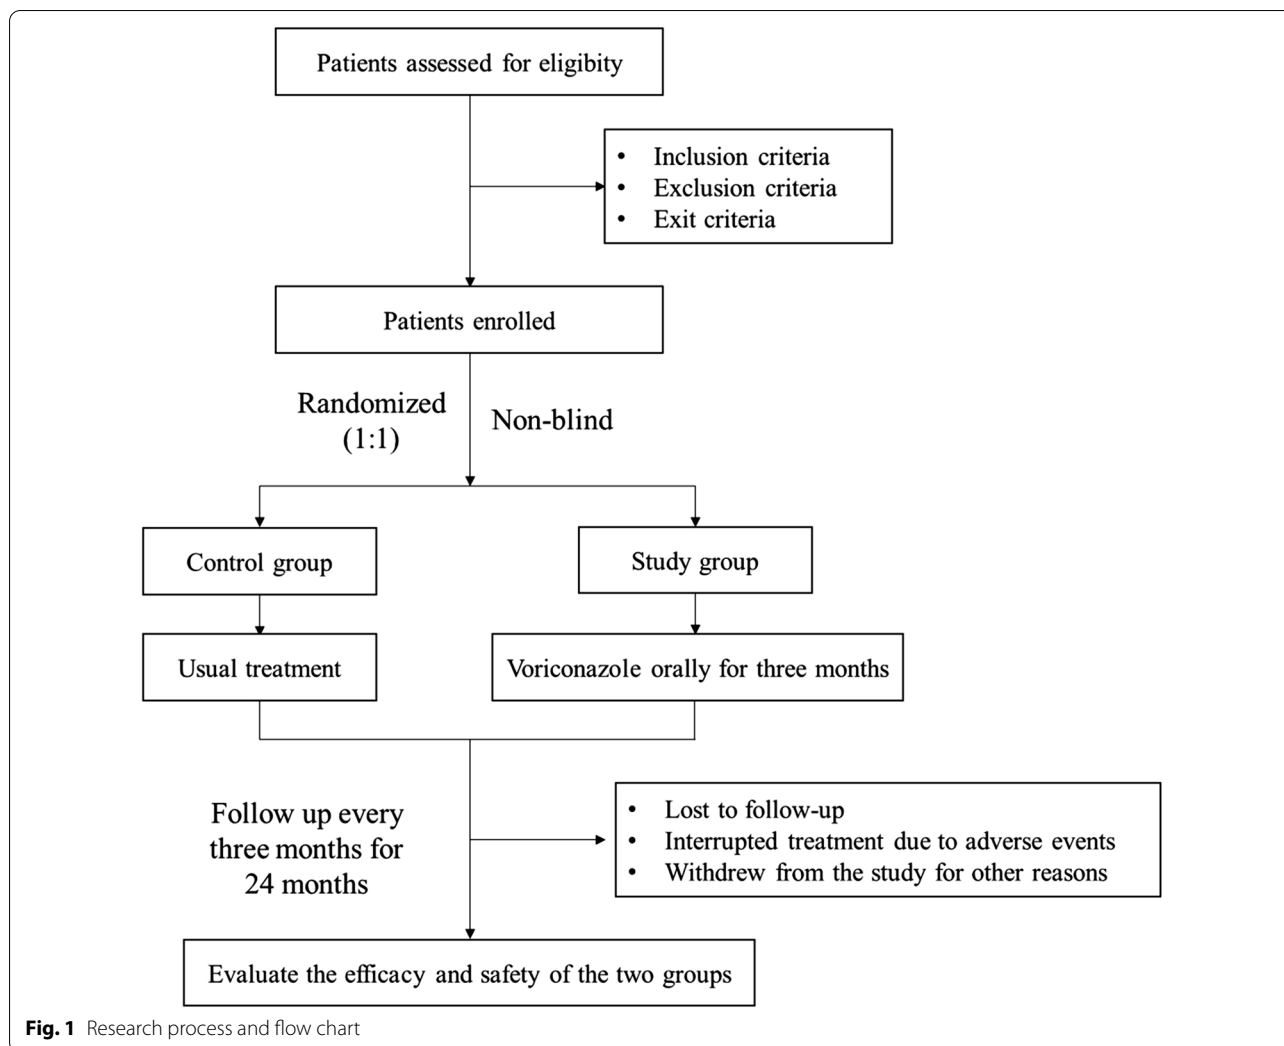 Patients assessed for eligibity
• Inclusion criteria
• Exclusion criteria
• Exit criteria
Patients enrolled
Randomized
(1:1)
Non-blind
Control group
Study group
Usual treatment
Voriconazole orally for three months
Follow up every
three months for
24 months
• Lost to follow-up
• Interrupted treatment due to adverse events
• Withdrew from the study for other reasons
Evaluate the efficacy and safety of the two groups
Fig. 1 Research process and flow chart